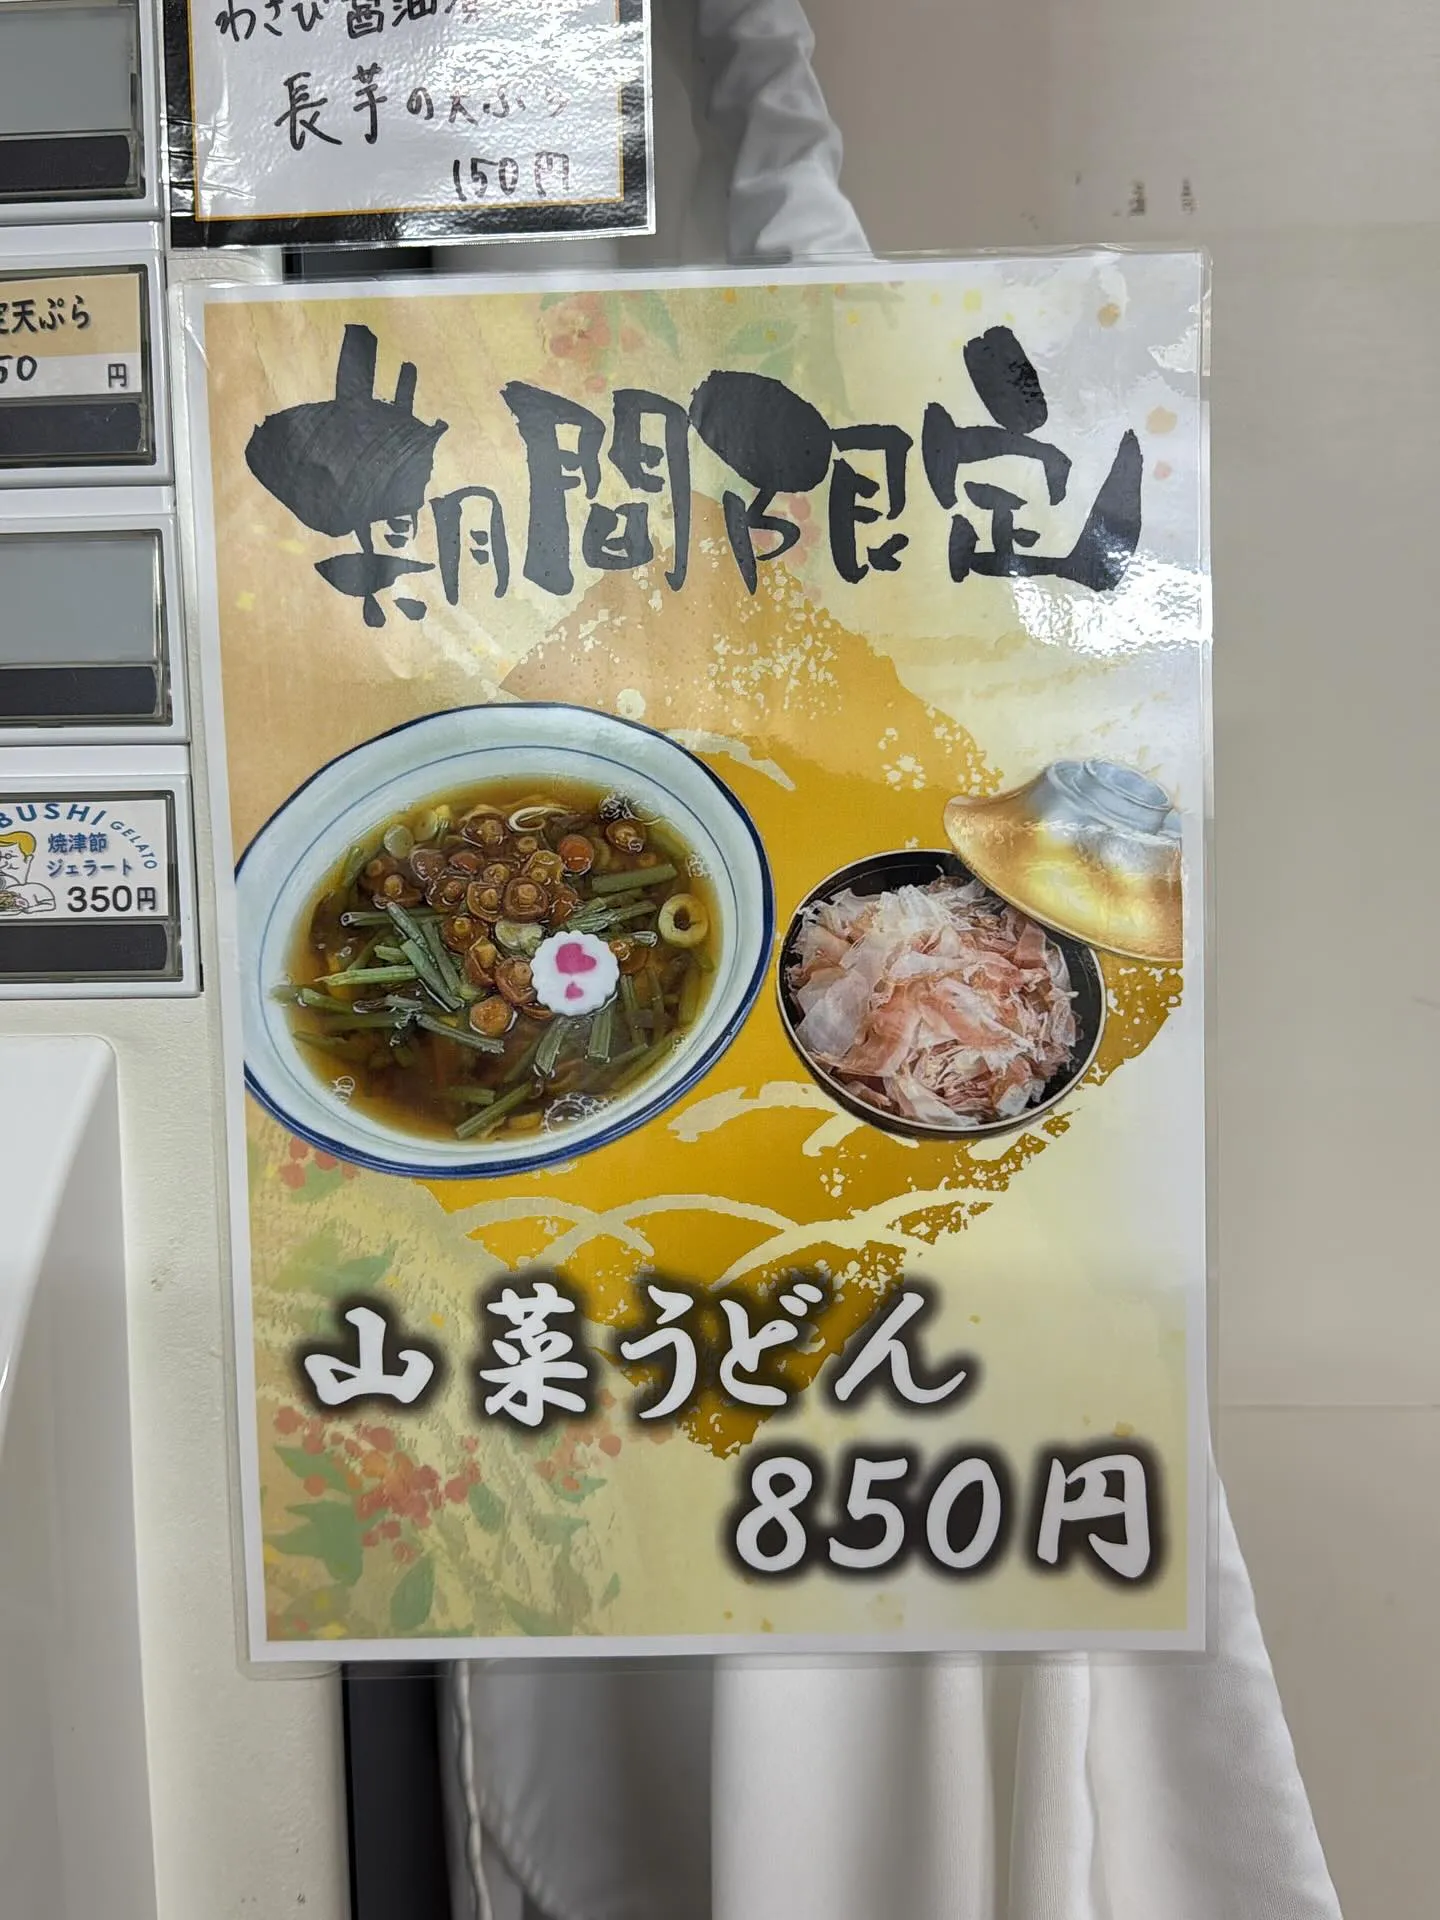 わさび醤油漬
長芋の天ぷら
150円
定天ぷら
50 円
期間限定
BUSHI GELATO
焼津節
ジェラート
350円
山菜うどん
850円